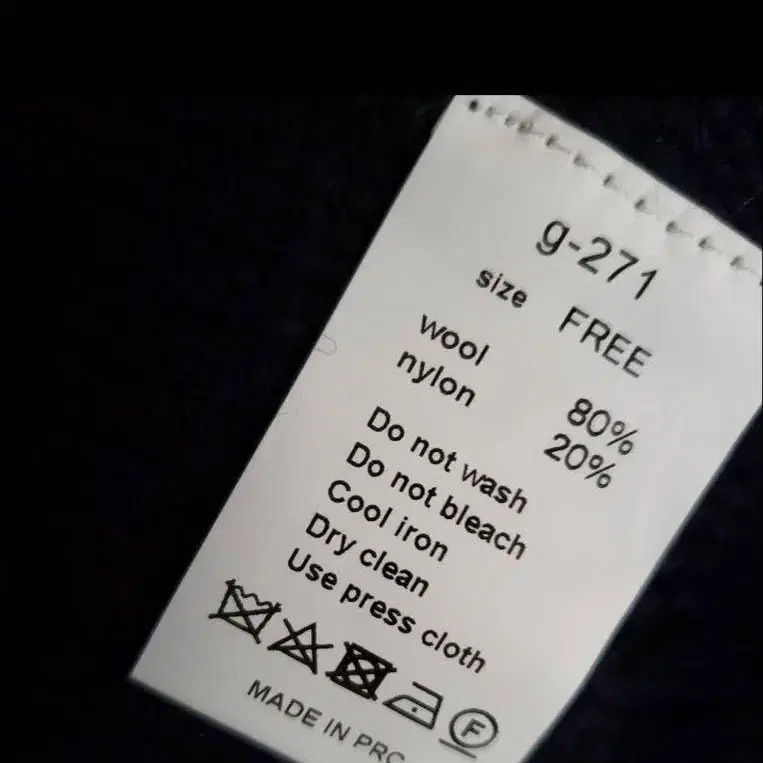 g-271
size FREE
wool 80%
nylon 20%
Do not wash
Do not bleach
Cool iron
Dry clean
Use press cloth
F
MADE IN PRC